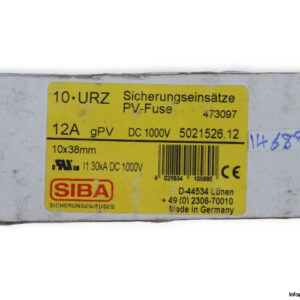 10·URZ Sicherungseinsätze
PV-Fuse
473097
12A gPV DC 1000V 5021526.12
10x38mm
I1 30kA DC 1000V
SIBA
SICHERUNGEN/FUSES
D-44534 Lünen
+ 49 (0) 2306-70010
Made in Germany